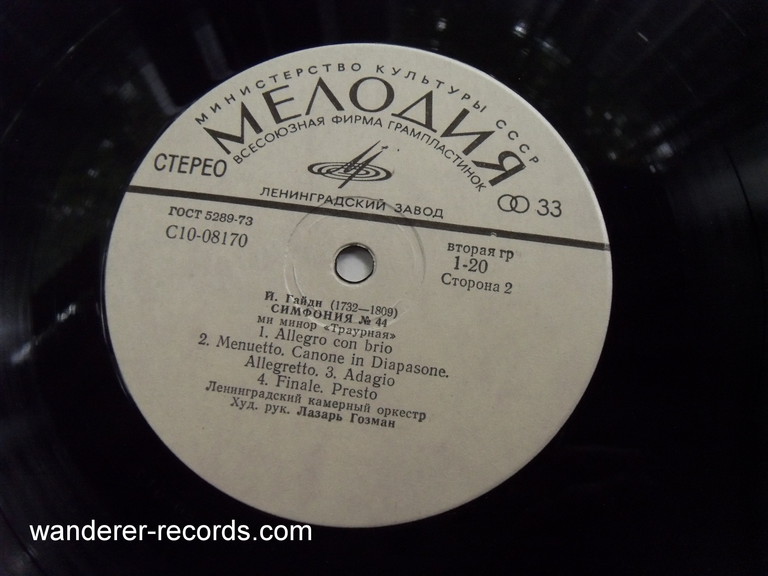 МИНИСТЕРСТВО КУЛЬТУРЫ СССР
МЕЛОДИЯ
ВСЕСОЮЗНАЯ ФИРМА ГРАМПЛАСТИНОК
СТЕРЕО
33
ЛЕНИНГРАДСКИЙ ЗАВОД
ГОСТ 5289-73
С10-08170
вторая гр
1-20
Сторона 2
Й. Гайдн (1732—1809)
СИМФОНИЯ № 44
ми минор «Траурная»
1. Allegro con brio
2. Menuetto. Canone in Diapasone.
Allegretto. 3. Adagio
4. Finale. Presto
Ленинградский камерный оркестр
Худ. рук. Лазарь Гозман
wanderer-records.com